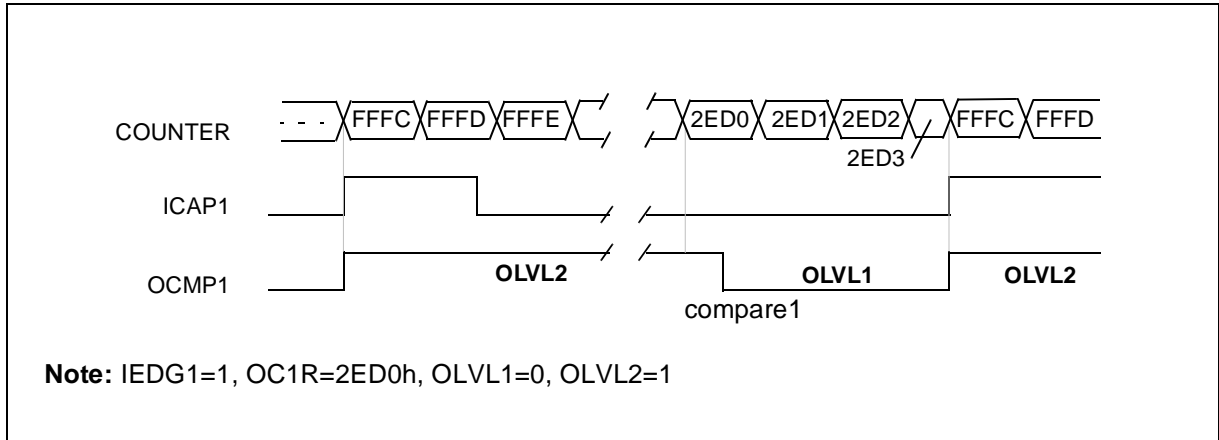 COUNTER - - - FFFC FFFD FFFE 2ED0 2ED1 2ED2 FFFC FFFD
2ED3
ICAP1
OCMP1 OLVL2 OLVL1 OLVL2
compare1
Note: IEDG1=1, OC1R=2ED0h, OLVL1=0, OLVL2=1